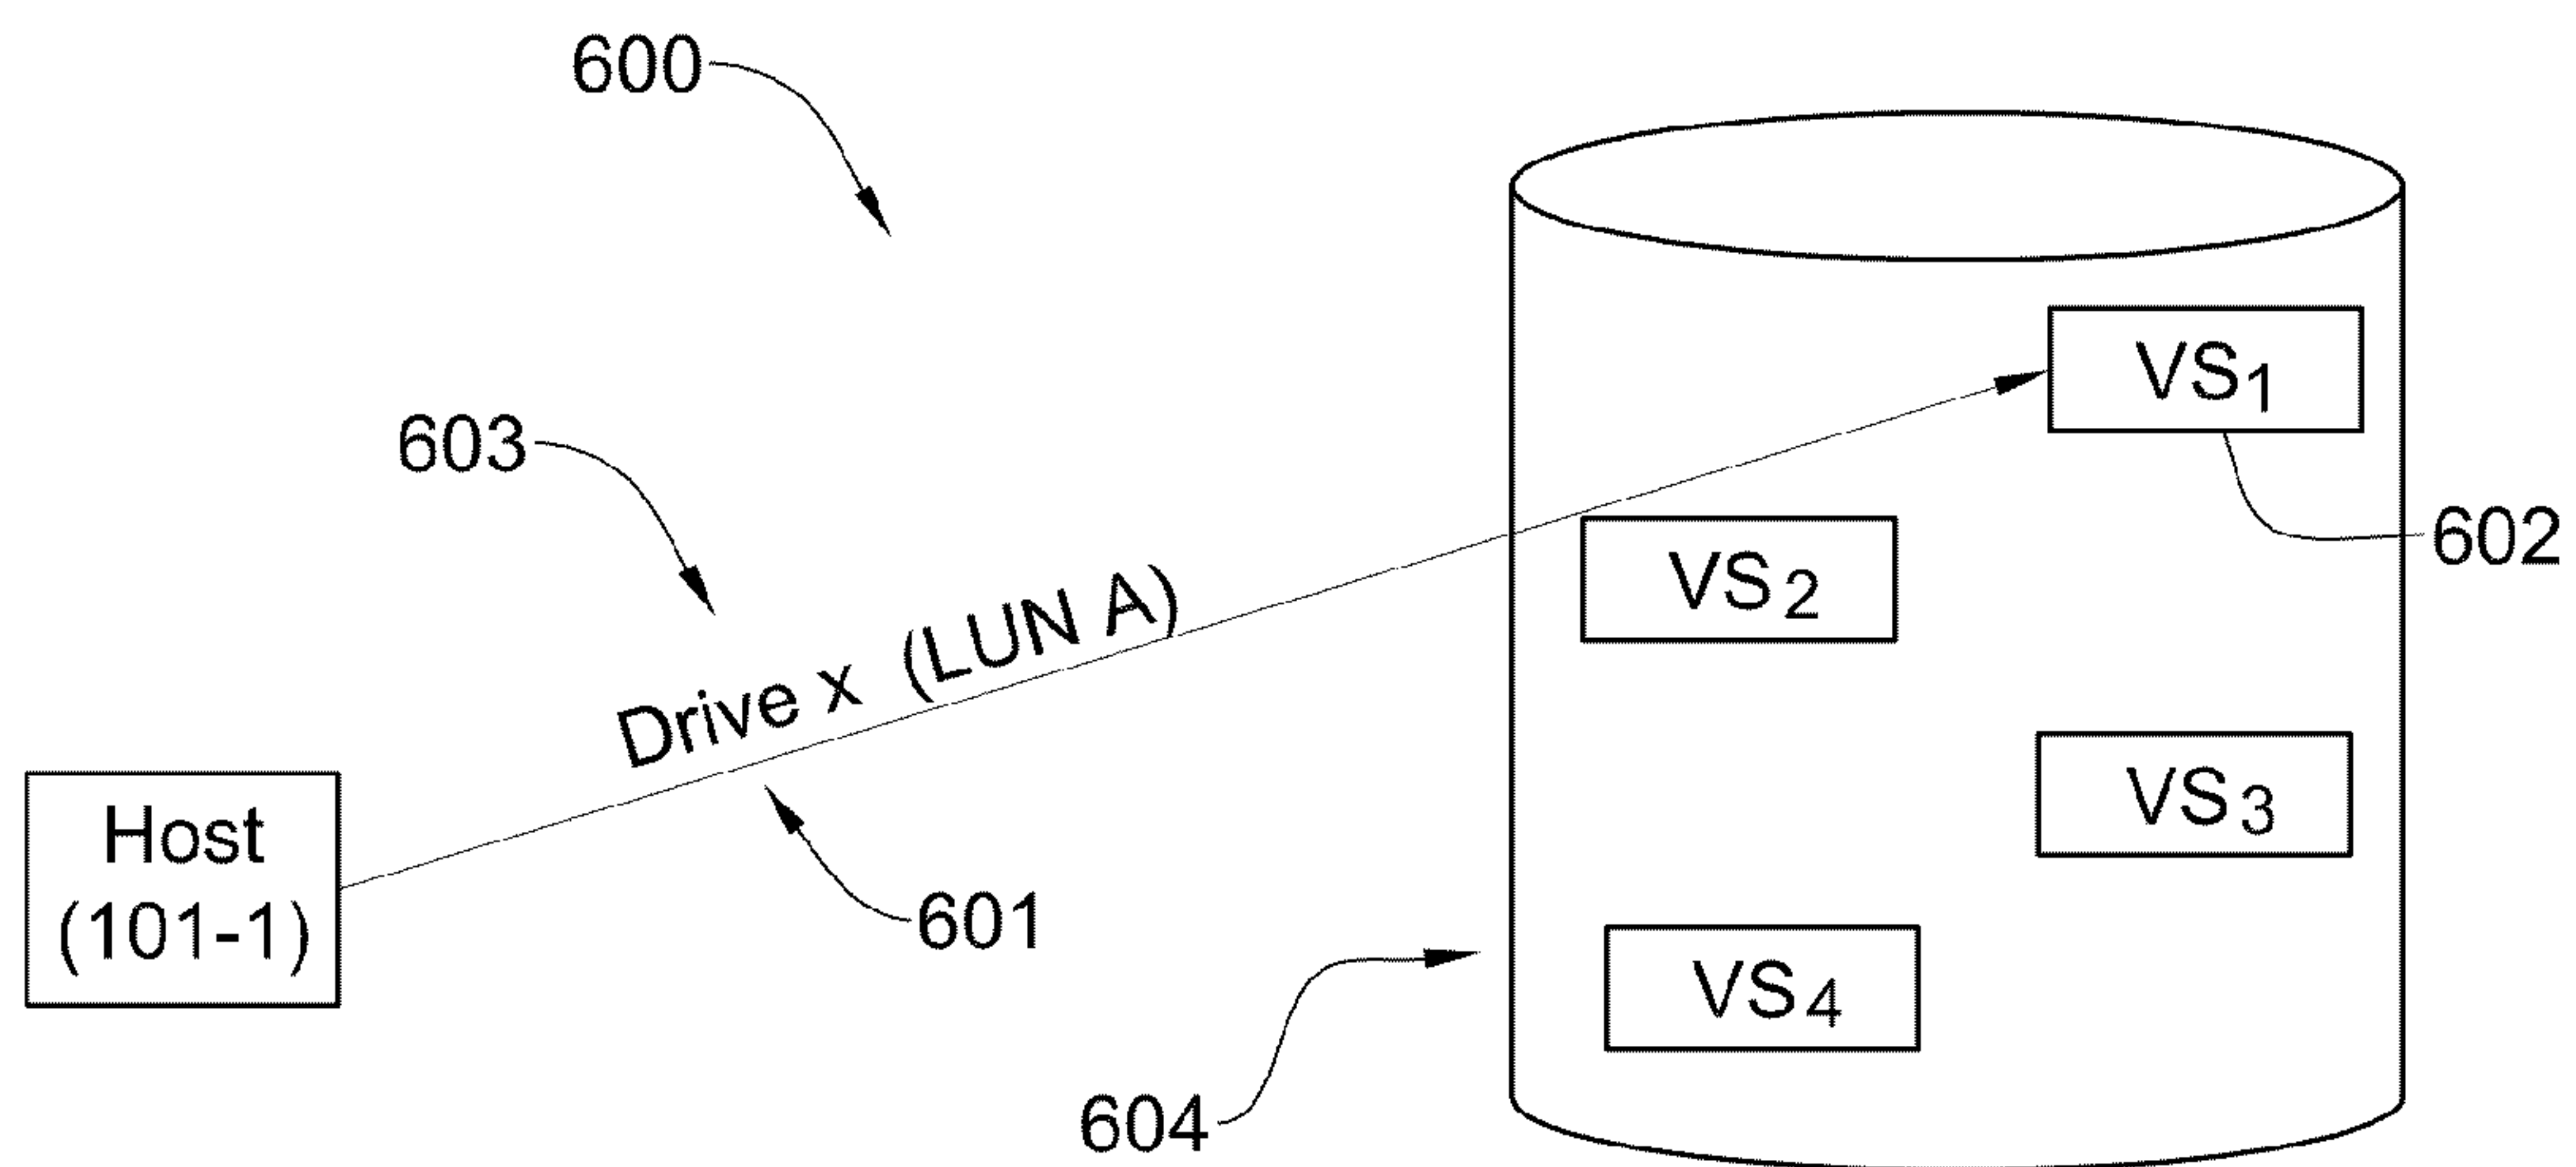 600
VS1
603
602
VS2
Drive x (LUN A)
VS3
Host
(101-1)
601
VS4
604